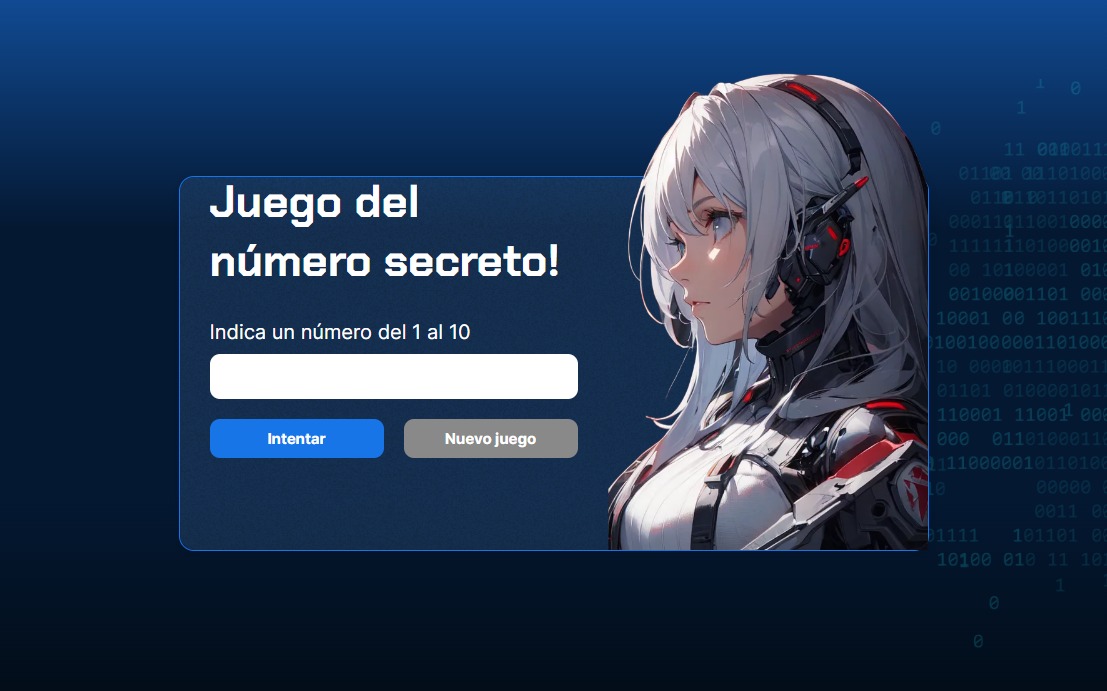 Juego del
número secreto!
Indica un número del 1 al 10
Intentar
Nuevo juego